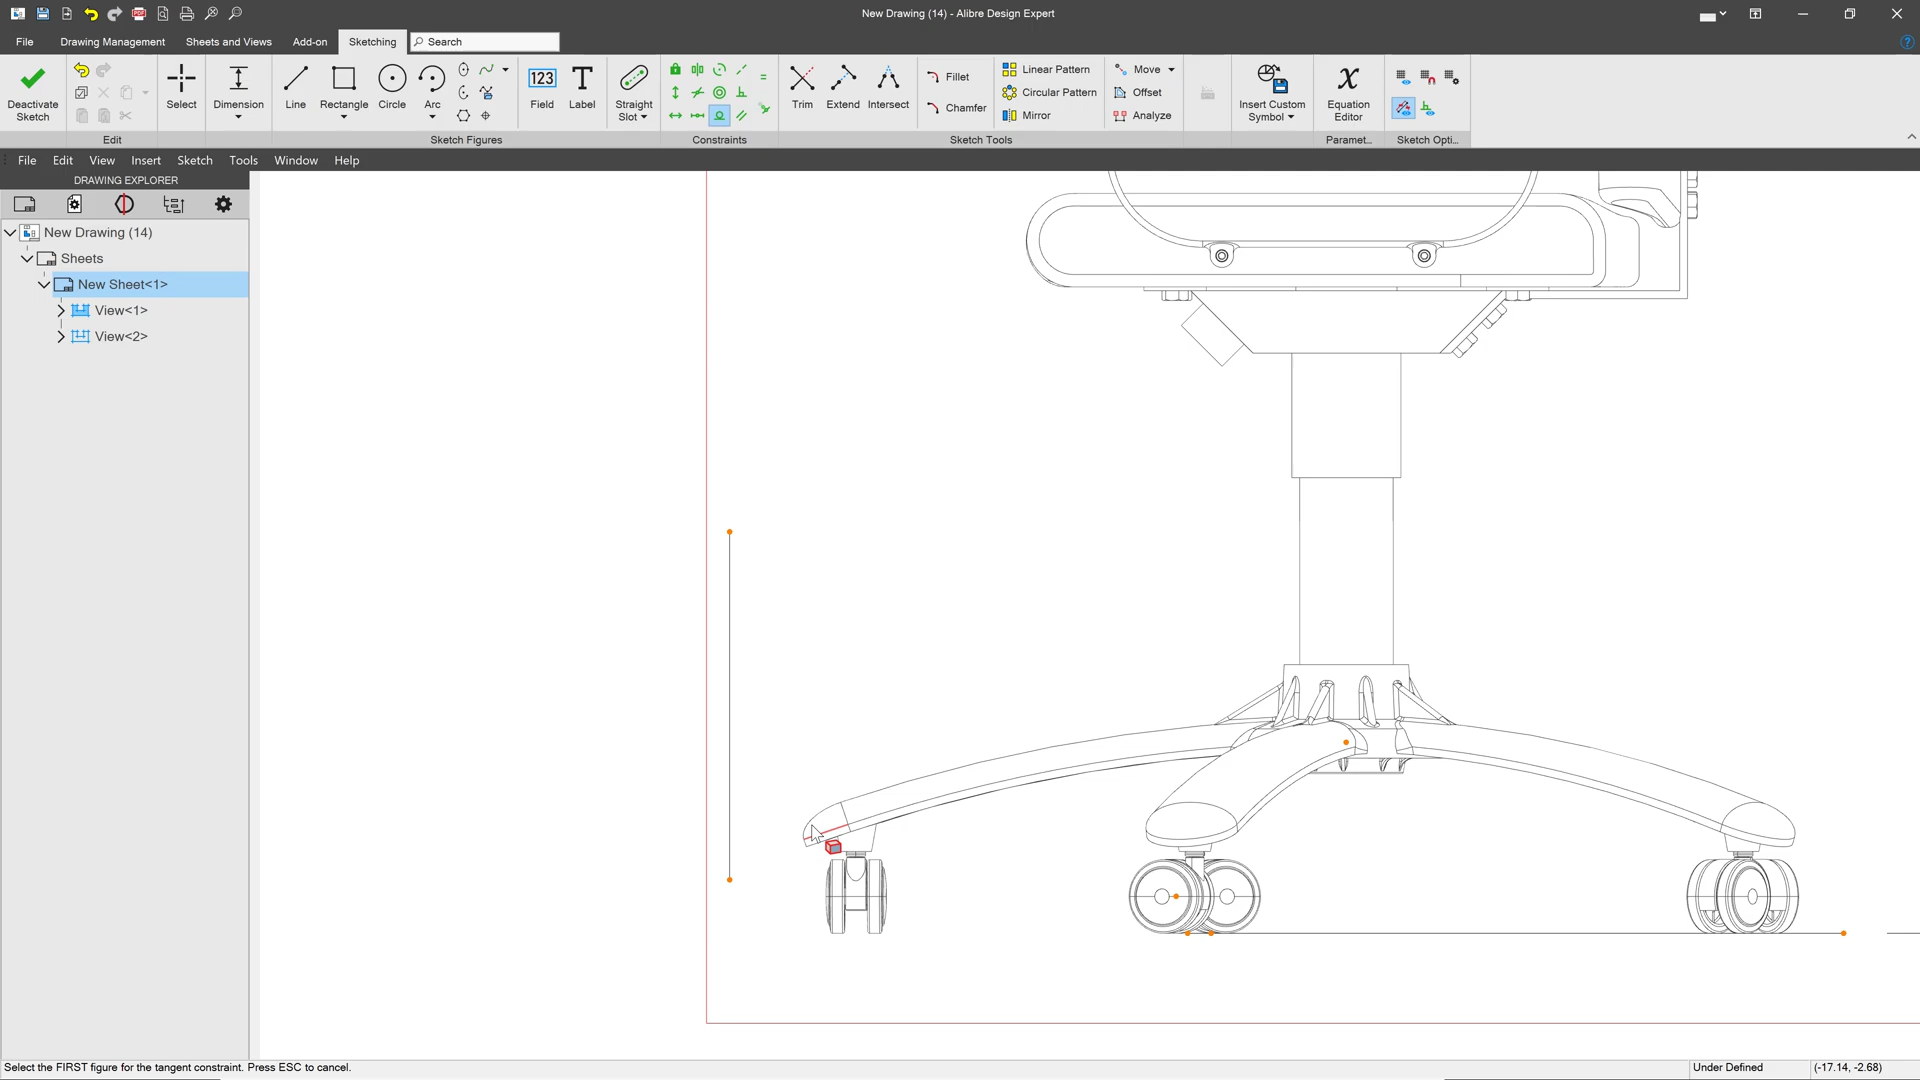 New Drawing (14) - Alibre Design Expert
File Drawing Management Sheets and Views Add-on Sketching Search
Deactivate Sketch
Select
Dimension
Line
Rectangle
Circle
Arc
123
Field
Label
Straight Slot
Trim
Extend
Intersect
Fillet
Chamfer
Linear Pattern
Circular Pattern
Mirror
Move
Offset
Analyze
Insert Custom Symbol
Equation Editor
Edit
Sketch Figures
Constraints
Sketch Tools
Paramet...
Sketch Opti...
File Edit View Insert Sketch Tools Window Help
DRAWING EXPLORER
New Drawing (14)
Sheets
New Sheet<1>
View<1>
View<2>
Select the FIRST figure for the tangent constraint. Press ESC to cancel.
Under Defined
(-17.14, -2.68)